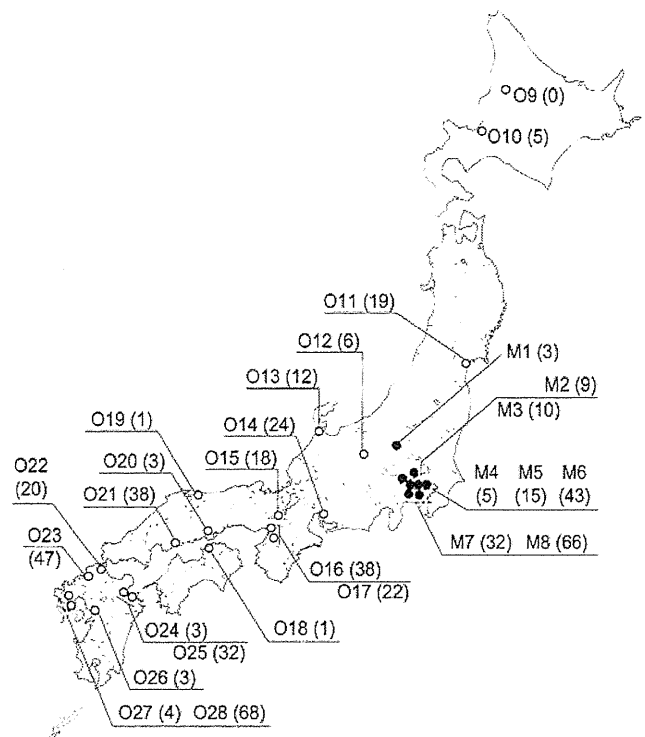 O9 (0)
O10 (5)
O11 (19)
O12 (6)
M1 (3)
O13 (12)
M2 (9)
M3 (10)
O19 (1)
O14 (24)
O20 (3)
O15 (18)
O22
(20)
O21 (38)
M4 M5 M6
(5) (15) (43)
O23
(47)
M7 (32) M8 (66)
O16 (38)
O17 (22)
O24 (3)
O18 (1)
O25 (32)
O26 (3)
O27 (4) O28 (68)